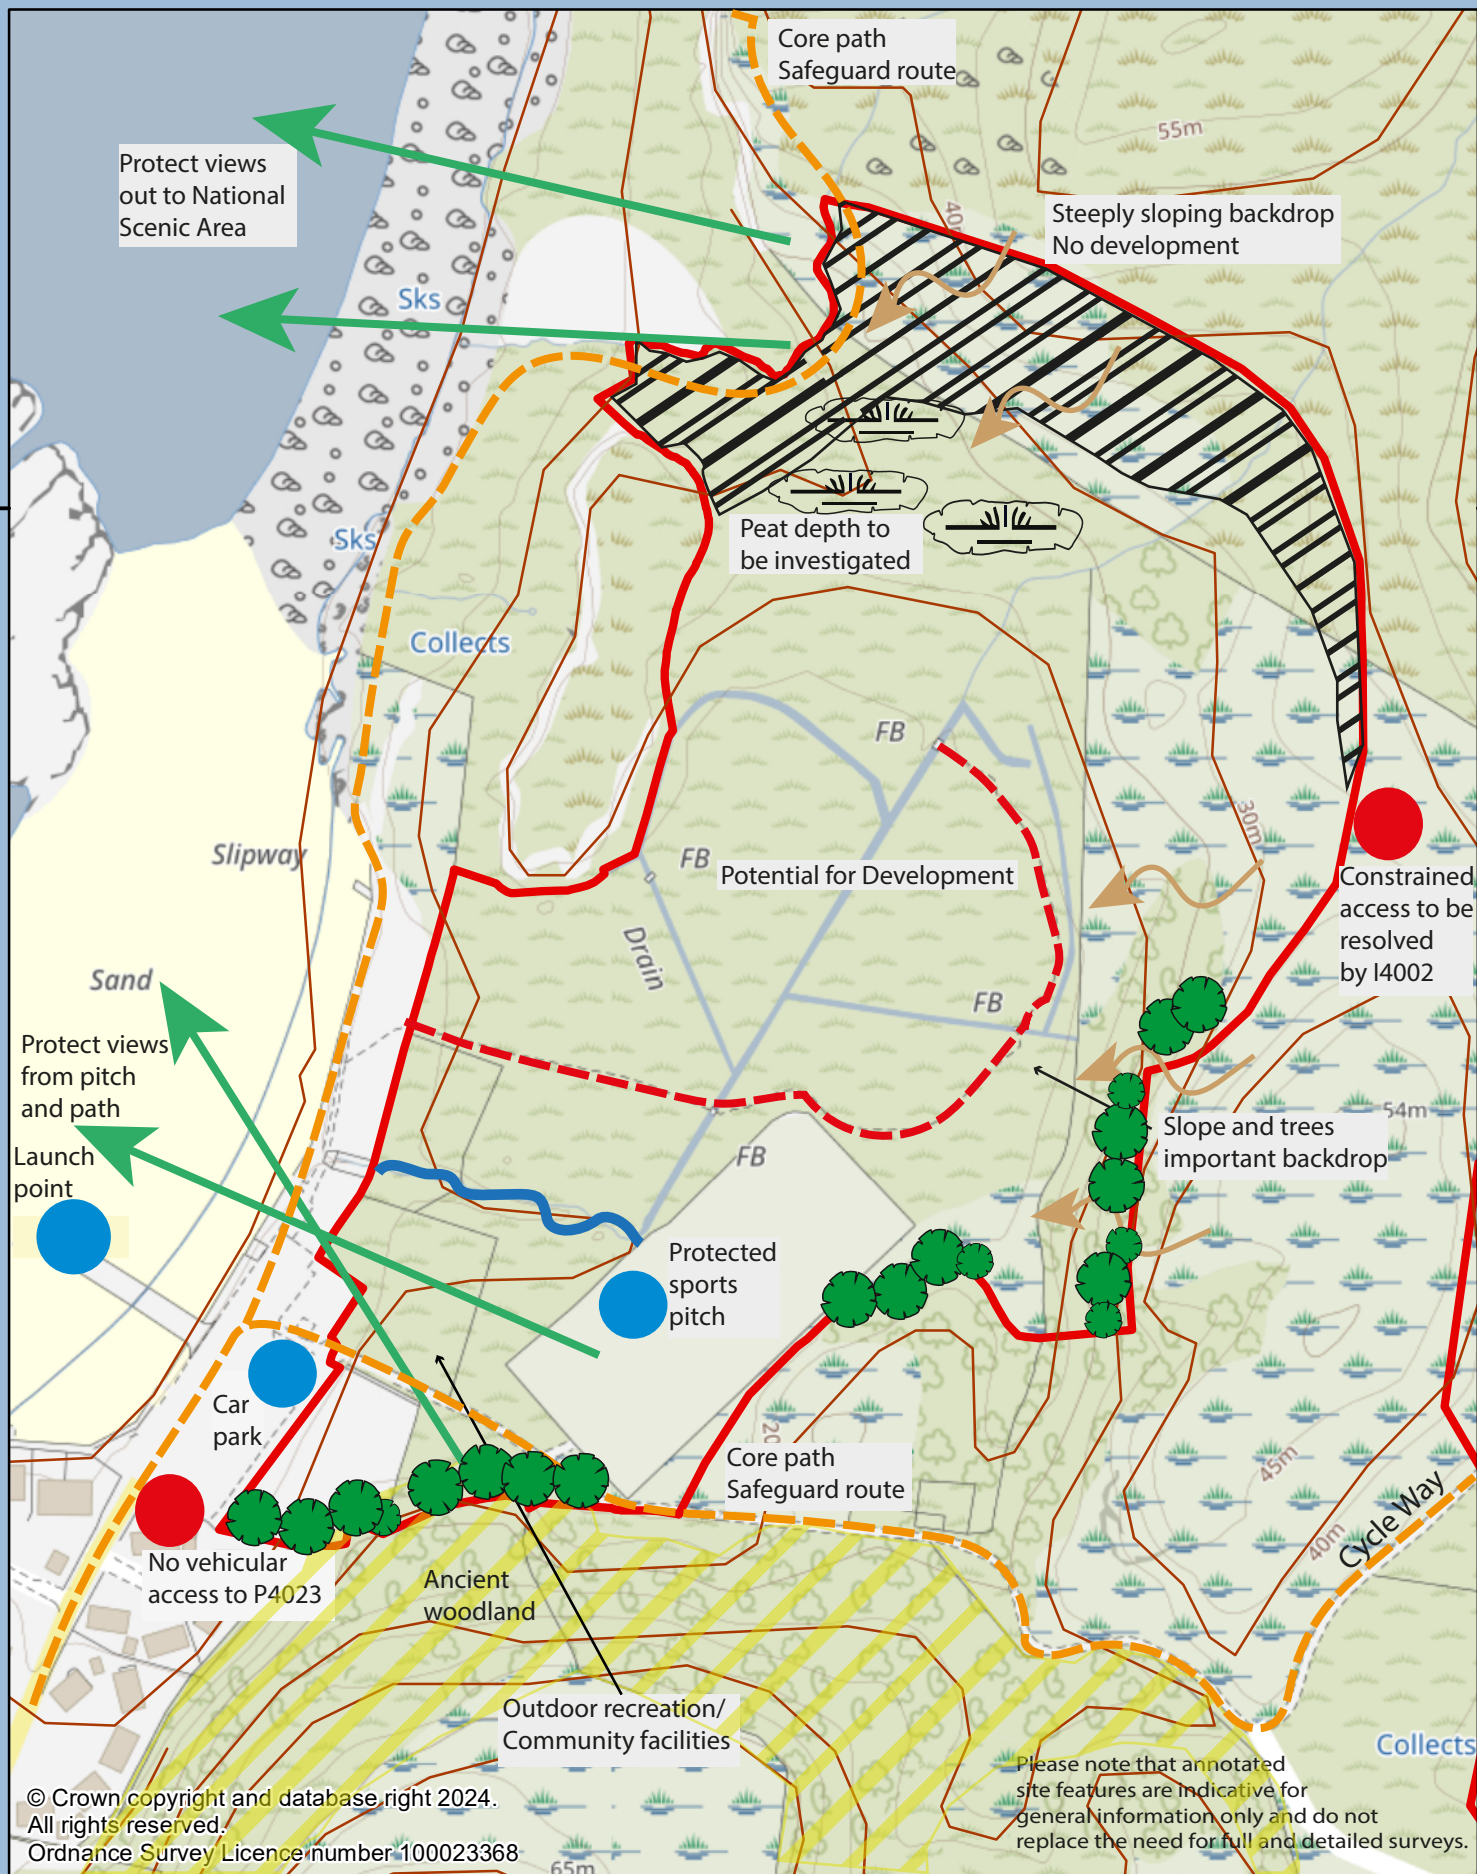 Core path
Safeguard route
55m
Protect views
out to National
Scenic Area
40m
Steeply sloping backdrop
No development
Sks
Sks
Peat depth to
be investigated
Collects
FB
30m
Slipway
FB
Potential for Development
Constrained
access to be
resolved
by I4002
Drain
Sand
FB
Protect views
from pitch
and path
54m
Slope and trees
important backdrop
Launch
point
FB
Protected
sports
pitch
Car
park
20
Core path
Safeguard route
45m
Cycle Way
40m
No vehicular
access to P4023
Ancient
woodland
Outdoor recreation/
Community facilities
Collects
Please note that annotated
site features are indicative for
general information only and do not
replace the need for full and detailed surveys.
© Crown copyright and database right 2024.
All rights reserved.
Ordnance Survey Licence number 100023368
65m